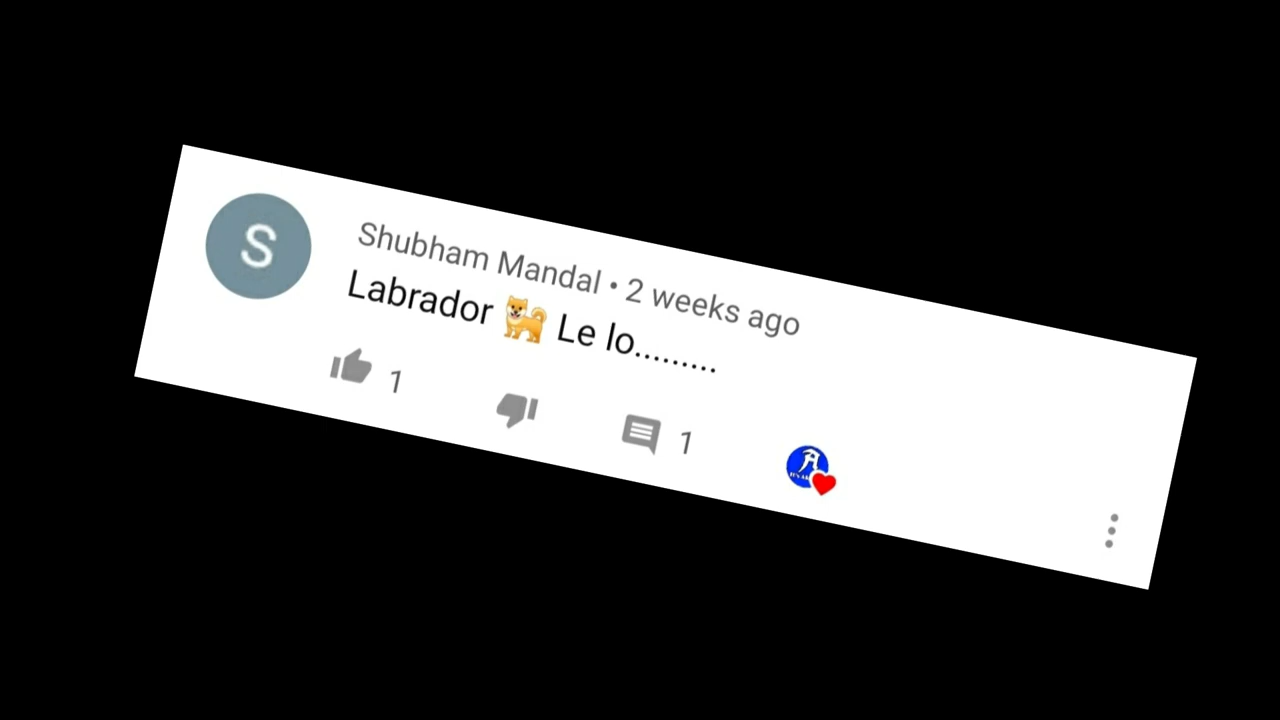 S
Shubham Mandal • 2 weeks ago
Labrador 🐕 Le lo.........
1
1